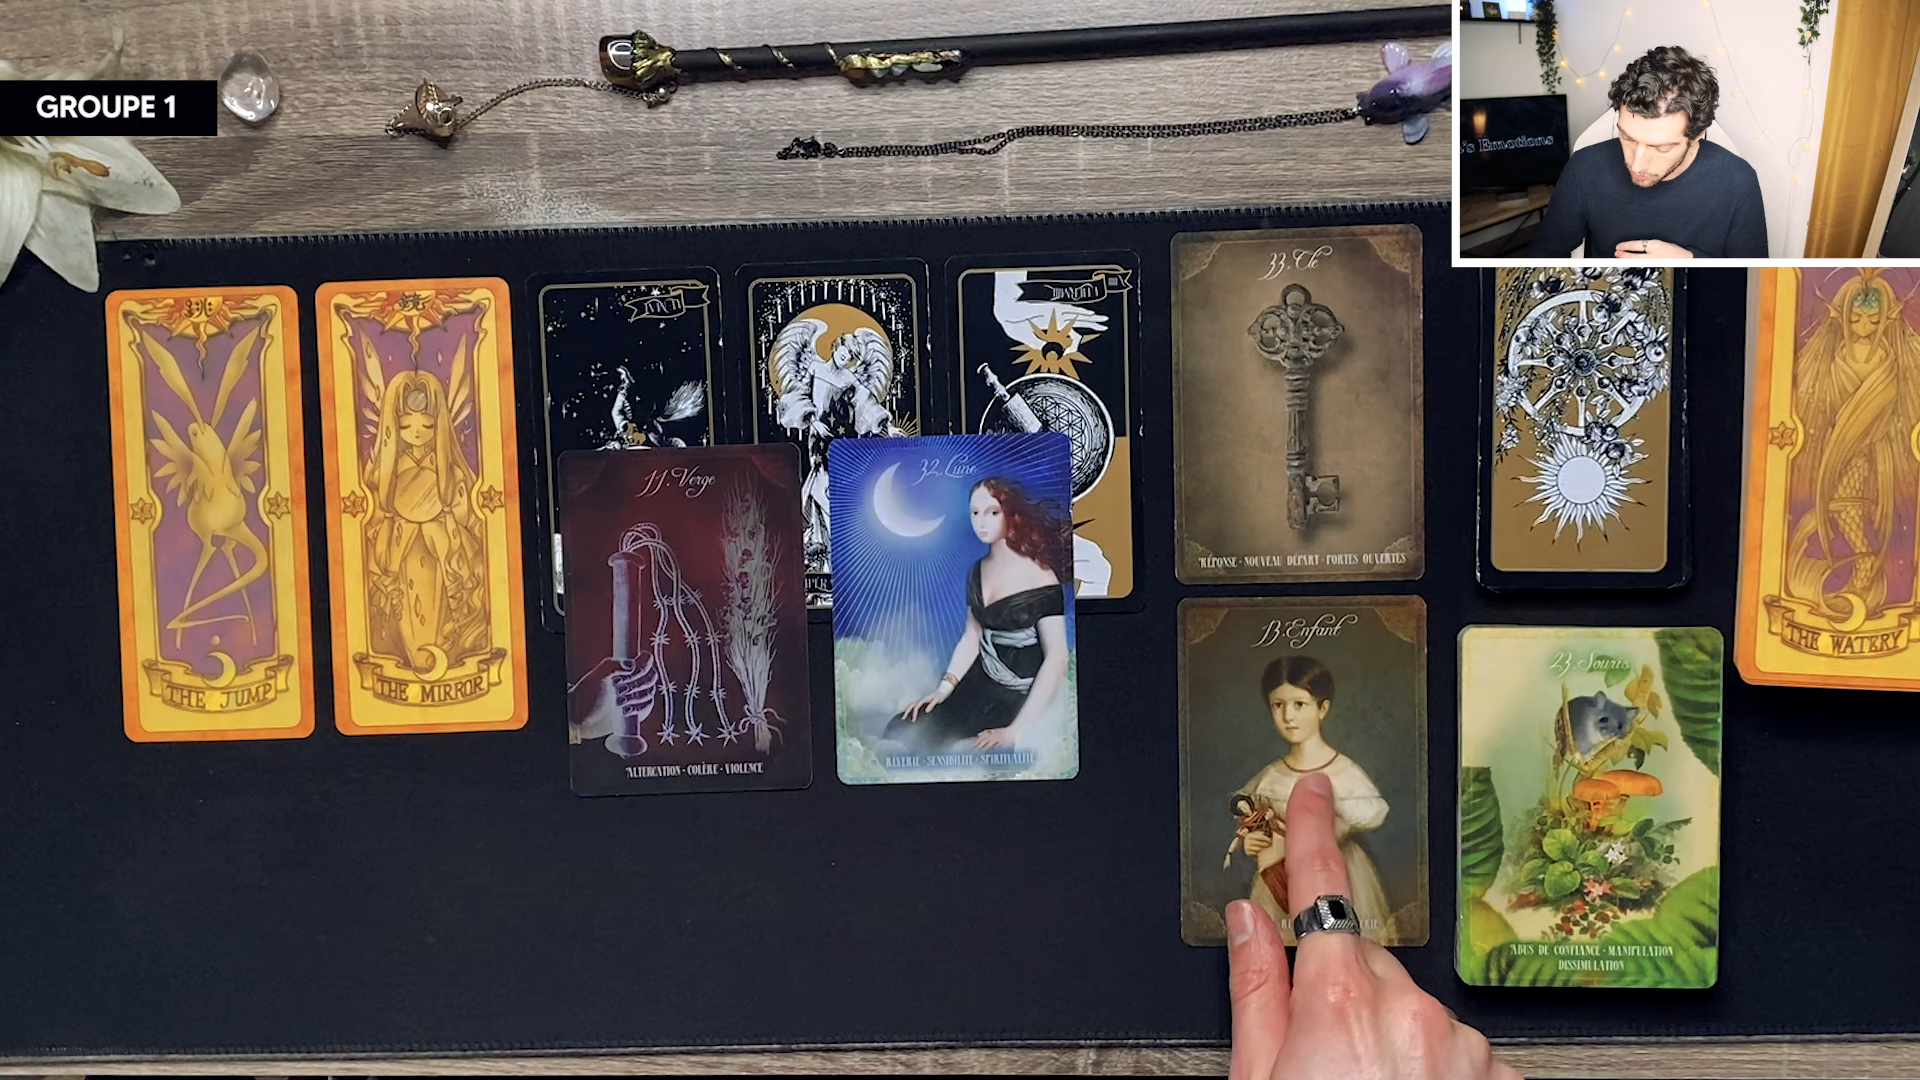 GROUPE 1
's Emotions
33. Clé
RÉPONSE · NOUVEAU DÉPART · PORTES OUVERTES
11. Verge
ALTERCATION · COLÈRE · VIOLENCE
32. Lune
RÊVERIE · SENSIBILITÉ · SPIRITUALITÉ
13. Enfant
23. Souris
ABUS DE CONFIANCE · MANIPULATION
DISSIMULATION
THE JUMP
THE MIRROR
THE WATERY